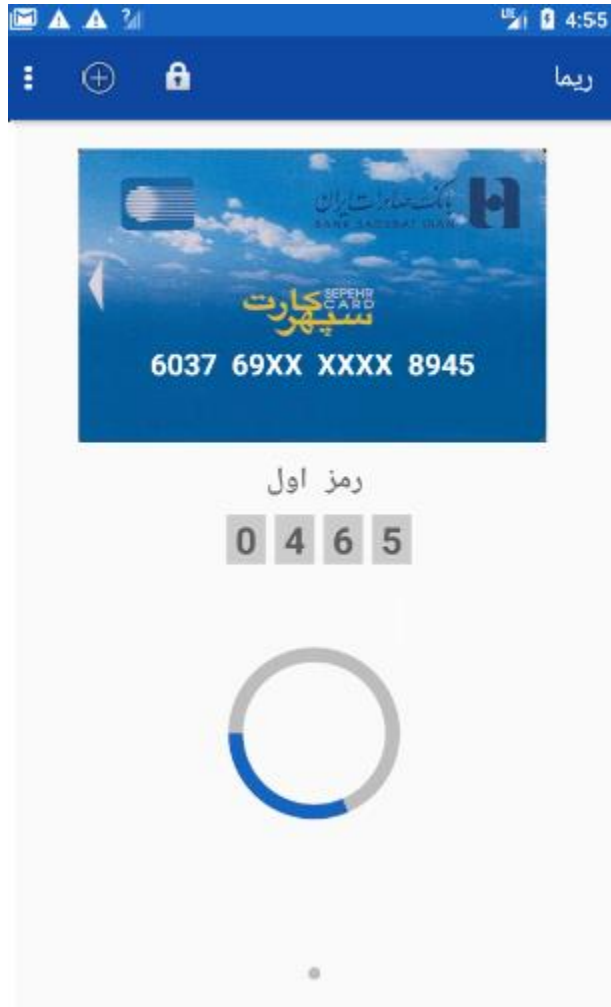 4:55
ریما
بانک صادرات ایران
BANK SADERAT IRAN
SEPEHR
CARD
سپهر کارت
6037 69XX XXXX 8945
رمز اول
0 4 6 5